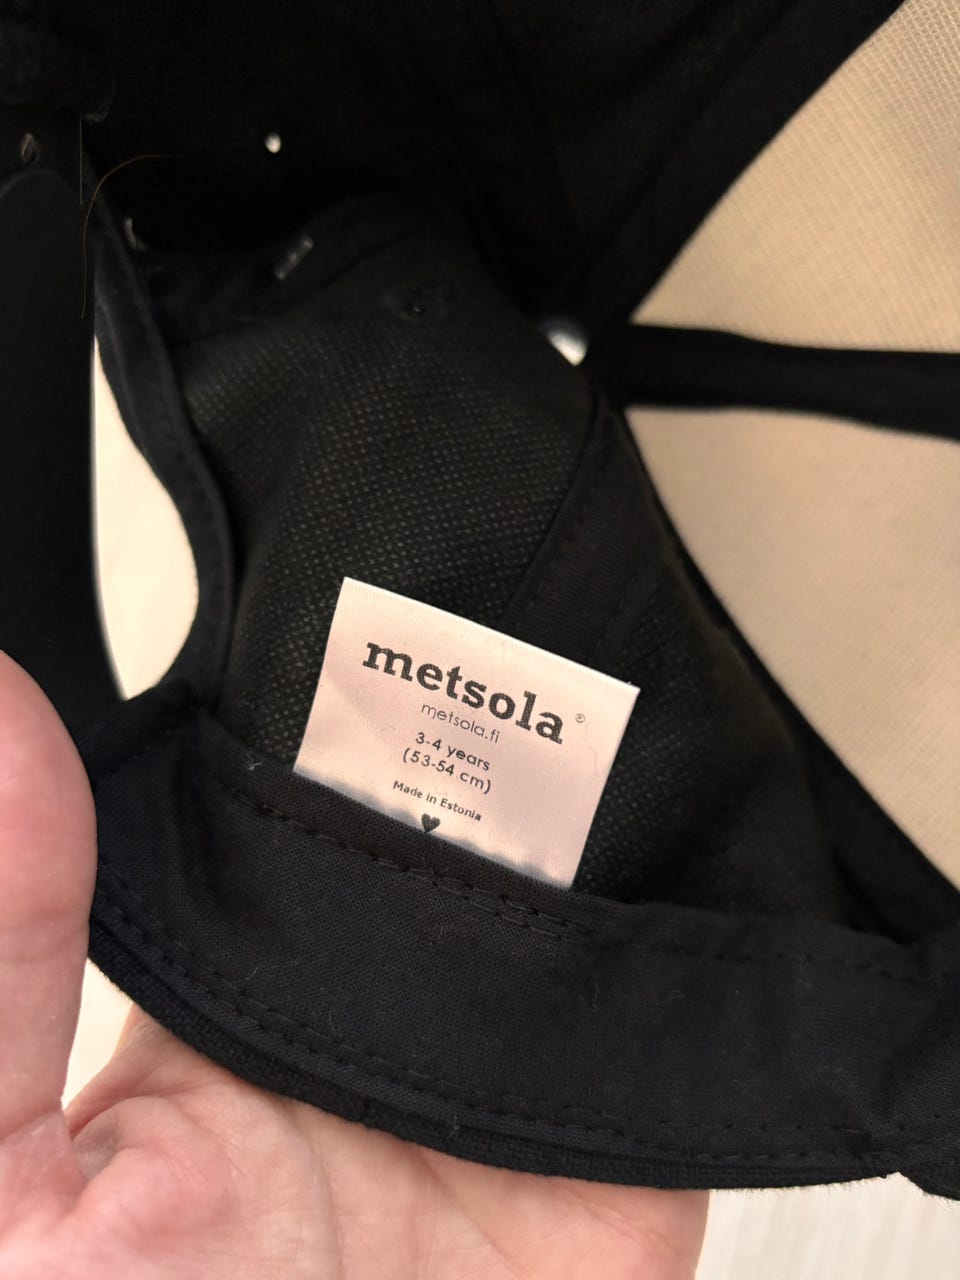 metsola®
metsola.fi
3-4 years
(53-54 cm)
Made in Estonia